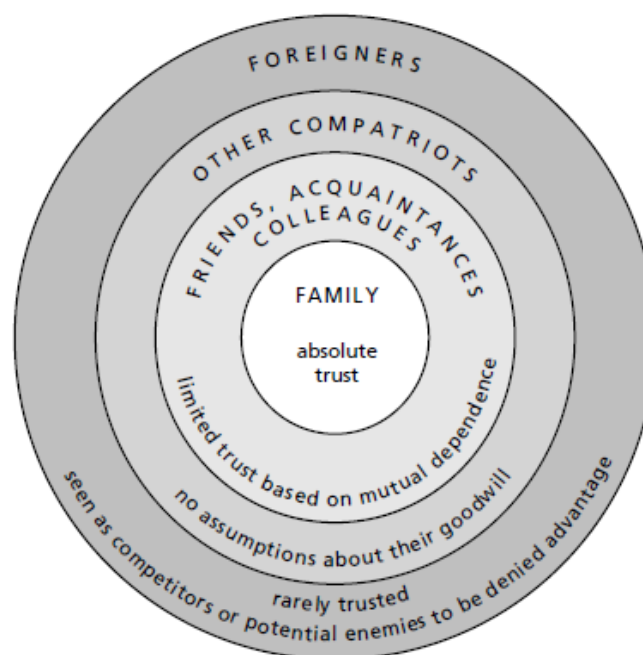 FOREIGNERS
OTHER COMPATRIOTS
FRIENDS, ACQUAINTANCES
COLLEAGUES
FAMILY
absolute
trust
limited trust based on mutual dependence
no assumptions about their goodwill
rarely trusted
seen as competitors or potential enemies to be denied advantage